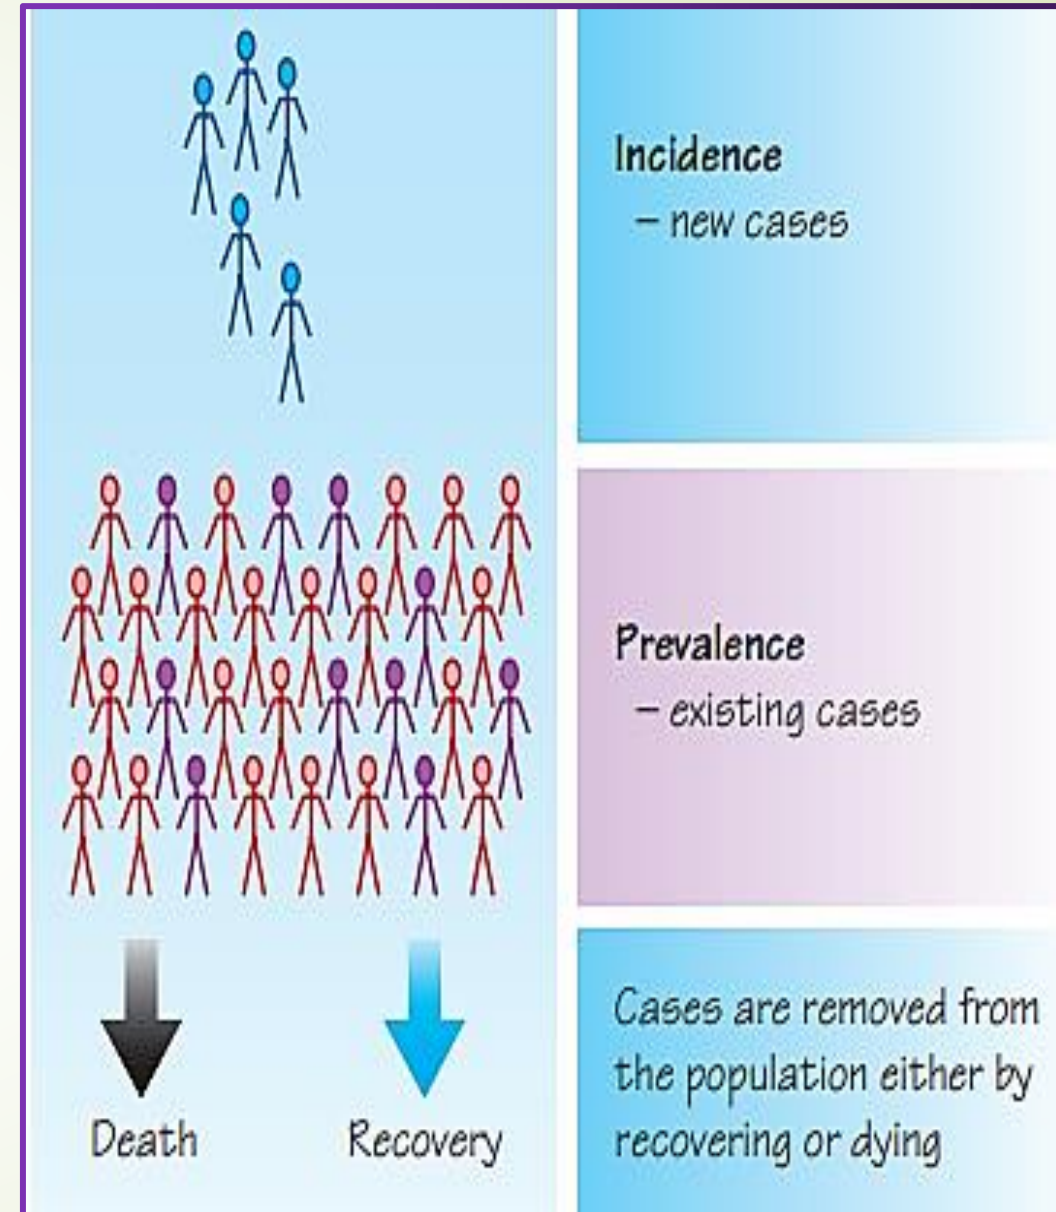 Incidence
– new cases
Prevalence
– existing cases
Death
Recovery
Cases are removed from
the population either by
recovering or dying